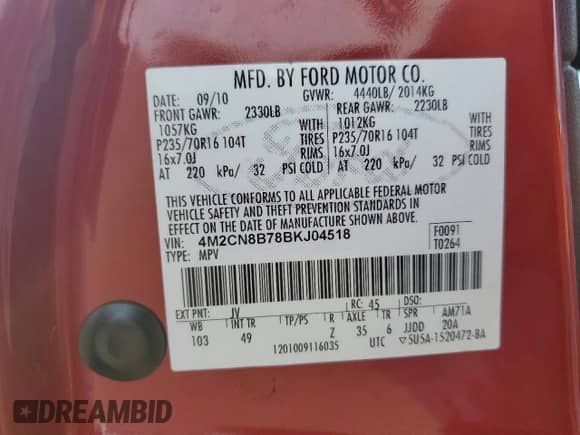 MFD. BY FORD MOTOR CO.
DATE: 09/10 GVWR: 4440LB/ 2014KG
FRONT GAWR: 2330LB REAR GAWR: 2230LB
1057KG WITH 1012KG WITH
P235/70R16 104T TIRES P235/70R16 104T TIRES
16x7.0J RIMS 16x7.0J RIMS
AT 220 kPa/ 32 PSI COLD AT 220 kPa/ 32 PSI COLD
THIS VEHICLE CONFORMS TO ALL APPLICABLE FEDERAL MOTOR
VEHICLE SAFETY AND THEFT PREVENTION STANDARDS IN
EFFECT ON THE DATE OF MANUFACTURE SHOWN ABOVE.
VIN: 4M2CN8B78BKJ04518 F0091
TYPE: MPV T0264
EXT PNT: JV RC: 45 DSO:
WB INT TR TP/PS R AXLE TR SPR AM71A
103 49 Z 35 6 JJDD 20A
1201009116035 UTC 5U5A-1520472-BA
DREAMBID